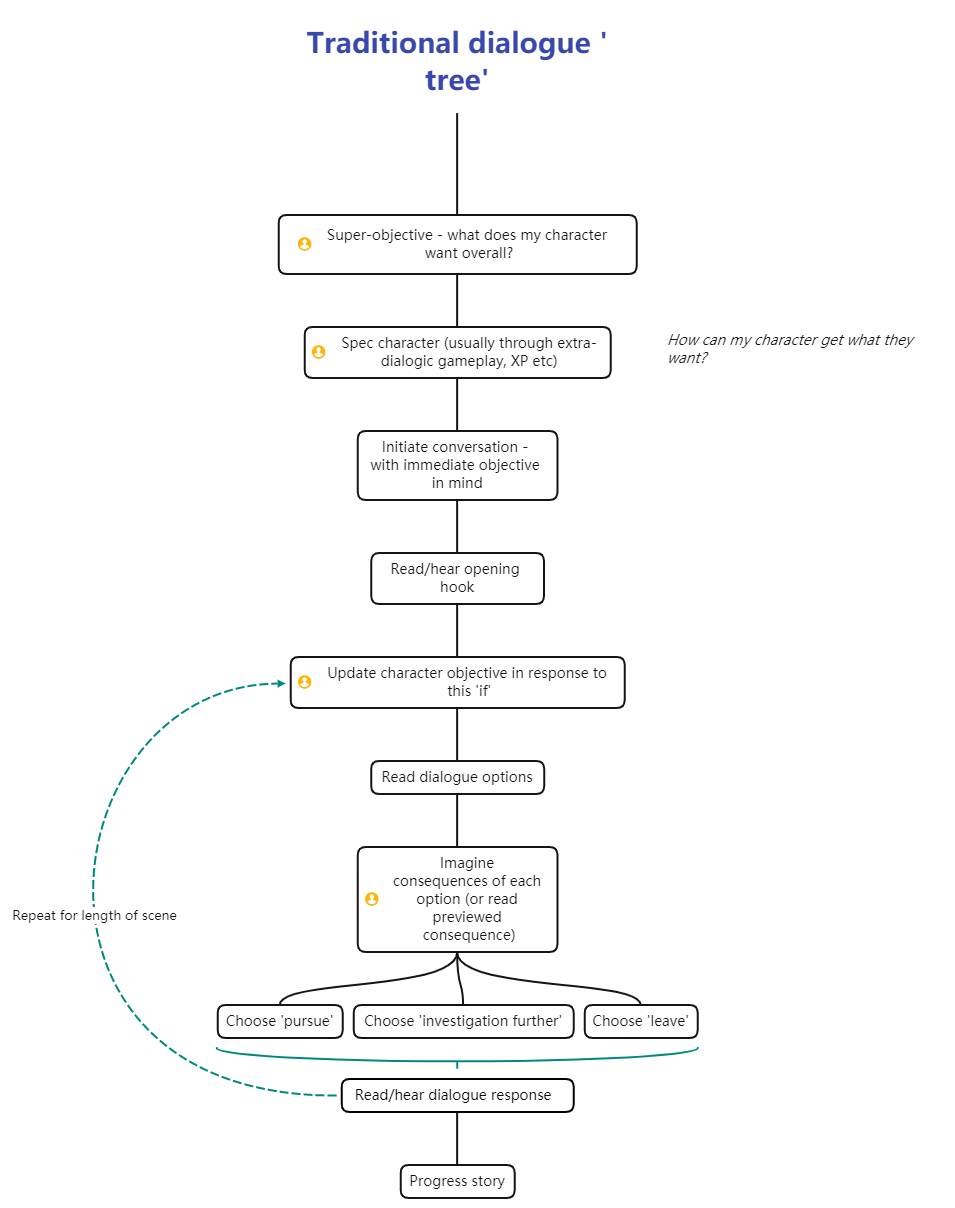 Traditional dialogue '
tree'
Super-objective - what does my character
want overall?
Spec character (usually through extra-
dialogic gameplay, XP etc)
How can my character get what they
want?
Initiate conversation -
with immediate objective
in mind
Read/hear opening
hook
Update character objective in response to
this 'if'
Read dialogue options
Imagine
consequences of each
option (or read
previewed
consequence)
Repeat for length of scene
Choose 'pursue'
Choose 'investigation further'
Choose 'leave'
Read/hear dialogue response
Progress story